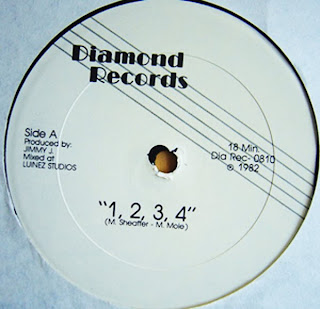 Diamond
Records
Side A
Produced by:
JIMMY J.
Mixed at
LUINEZ STUDIOS
18 Min.
Dia Rec- 0810
℗ 1982
"1, 2, 3, 4"
(M. Sheaffer - M. Mole)